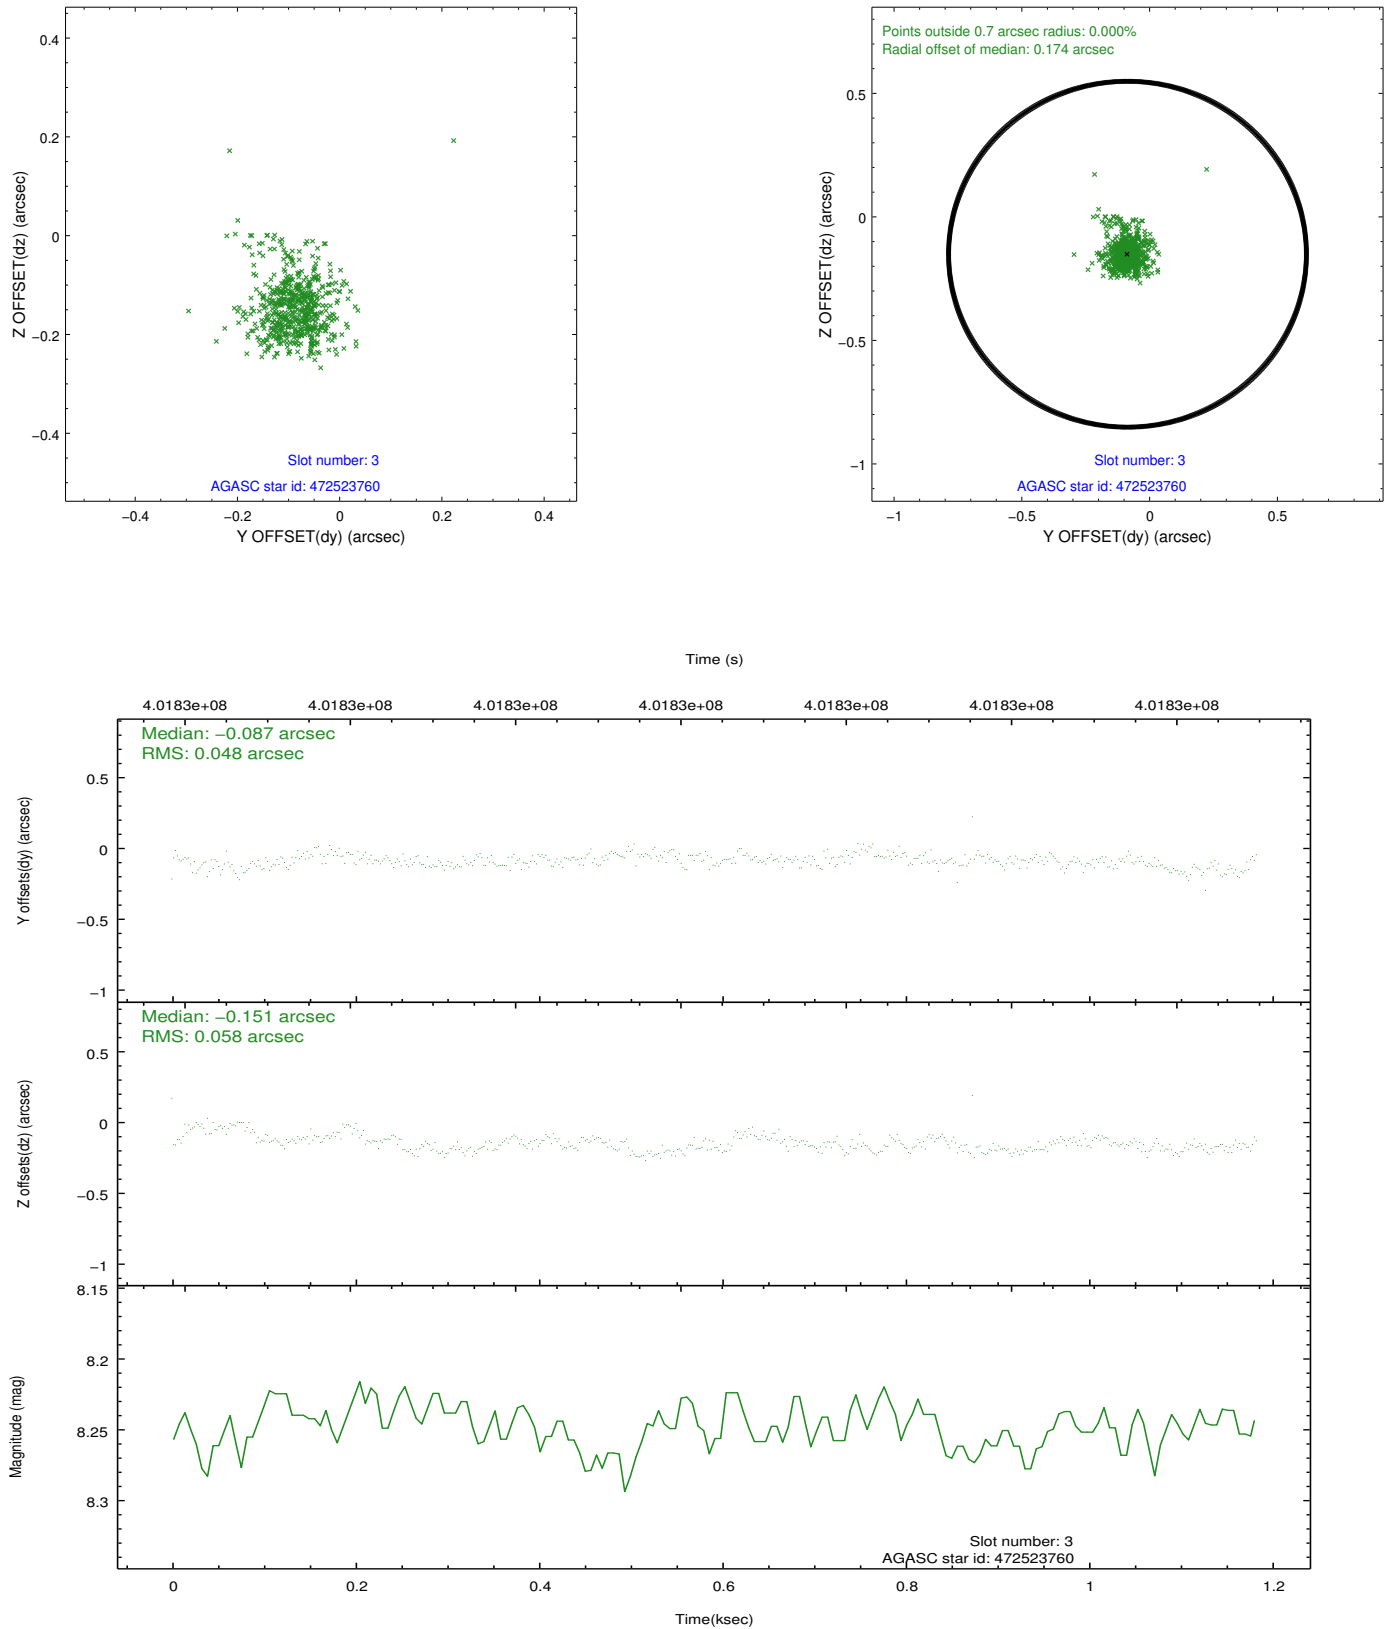 0.4
0.2
0
−0.2
−0.4
Z OFFSET(dz) (arcsec)
Slot number: 3
AGASC star id: 472523760
−0.4 −0.2 0 0.2 0.4
Y OFFSET(dy) (arcsec)
Points outside 0.7 arcsec radius: 0.000%
Radial offset of median: 0.174 arcsec
0.5
0
−0.5
−1
Z OFFSET(dz) (arcsec)
Slot number: 3
AGASC star id: 472523760
−1 −0.5 0 0.5
Y OFFSET(dy) (arcsec)
Time (s)
4.0183e+08 4.0183e+08 4.0183e+08 4.0183e+08 4.0183e+08 4.0183e+08 4.0183e+08
Median: −0.087 arcsec
RMS: 0.048 arcsec
0.5
0
−0.5
−1
Y offsets(dy) (arcsec)
Median: −0.151 arcsec
RMS: 0.058 arcsec
0.5
0
−0.5
−1
Z offsets(dz) (arcsec)
8.15
8.2
8.25
8.3
Magnitude (mag)
Slot number: 3
AGASC star id: 472523760
0 0.2 0.4 0.6 0.8 1 1.2
Time(ksec)